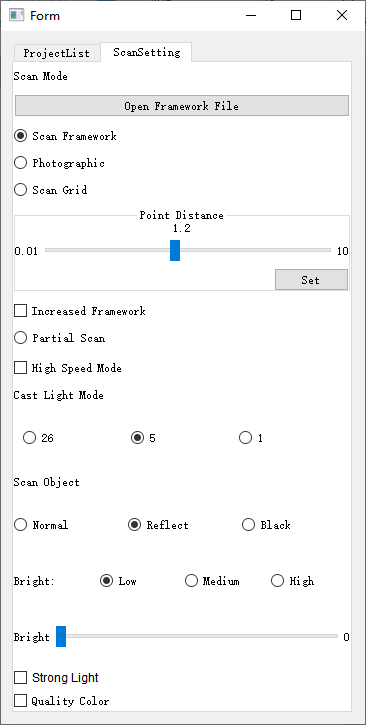 Form
ProjectList ScanSetting
Scan Mode
Open Framework File
Scan Framework
Photographic
Scan Grid
Point Distance
1.2
0.01 10
Set
Increased Framework
Partial Scan
High Speed Mode
Cast Light Mode
26 5 1
Scan Object
Normal Reflect Black
Bright: Low Medium High
Bright 0
Strong Light
Quality Color